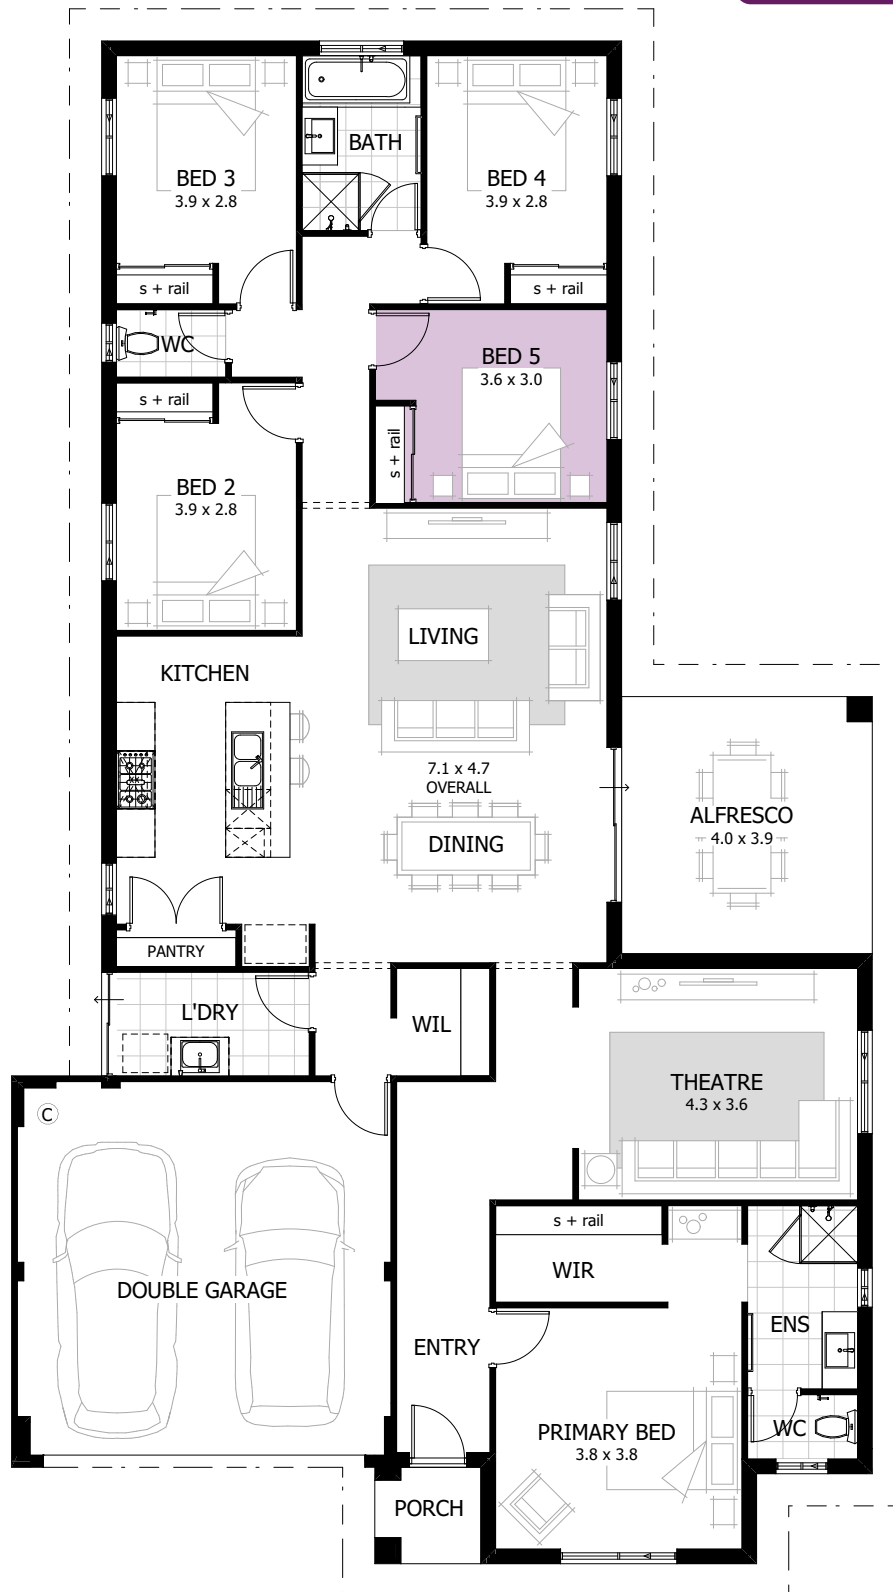 BATH
BED 3
3.9 x 2.8
BED 4
3.9 x 2.8
s + rail
s + rail
WC
BED 5
3.6 x 3.0
s + rail
s + rail
BED 2
3.9 x 2.8
LIVING
KITCHEN
7.1 x 4.7
OVERALL
DINING
ALFRESCO
4.0 x 3.9
PANTRY
L'DRY
WIL
THEATRE
4.3 x 3.6
C
s + rail
WIR
DOUBLE GARAGE
ENS
ENTRY
PRIMARY BED
3.8 x 3.8
WC
PORCH